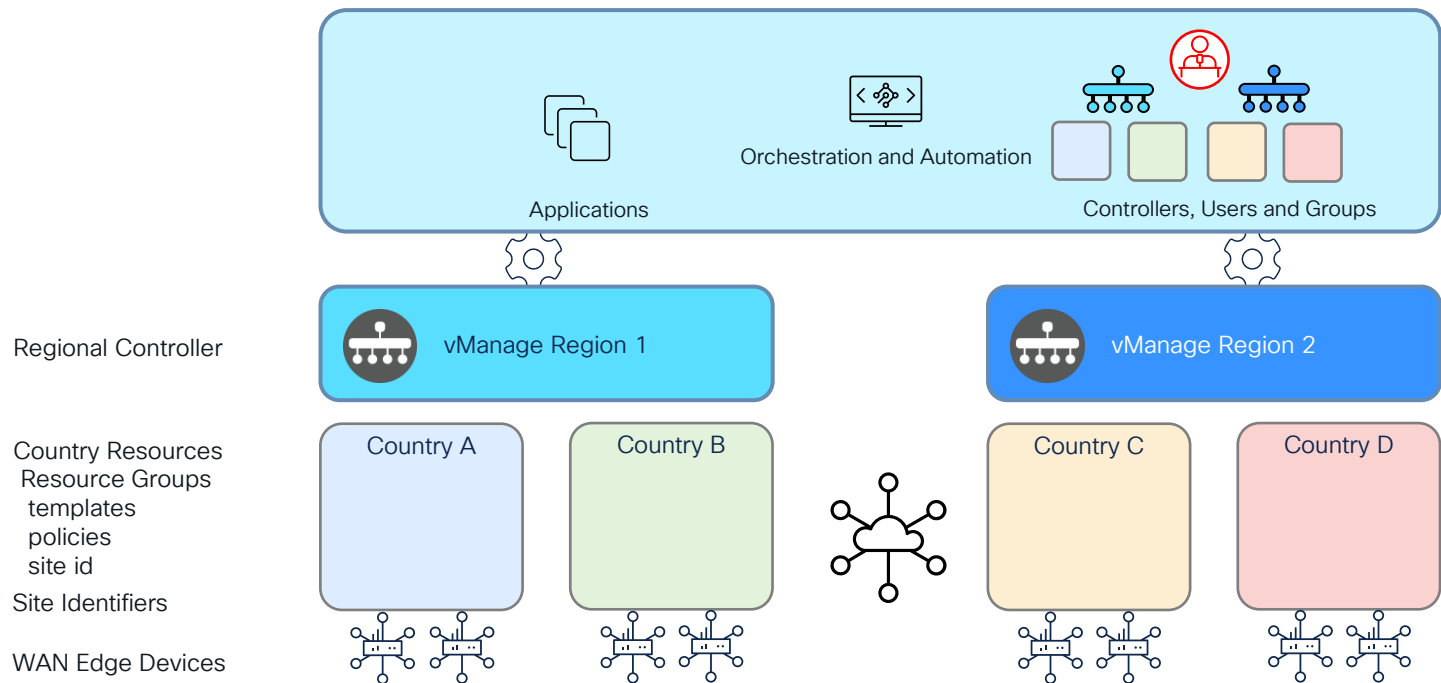 Orchestration and Automation
Applications
Controllers, Users and Groups
Regional Controller
vManage Region 1
vManage Region 2
Country Resources
Resource Groups
templates
policies
site id
Site Identifiers
WAN Edge Devices
Country A
Country B
Country C
Country D